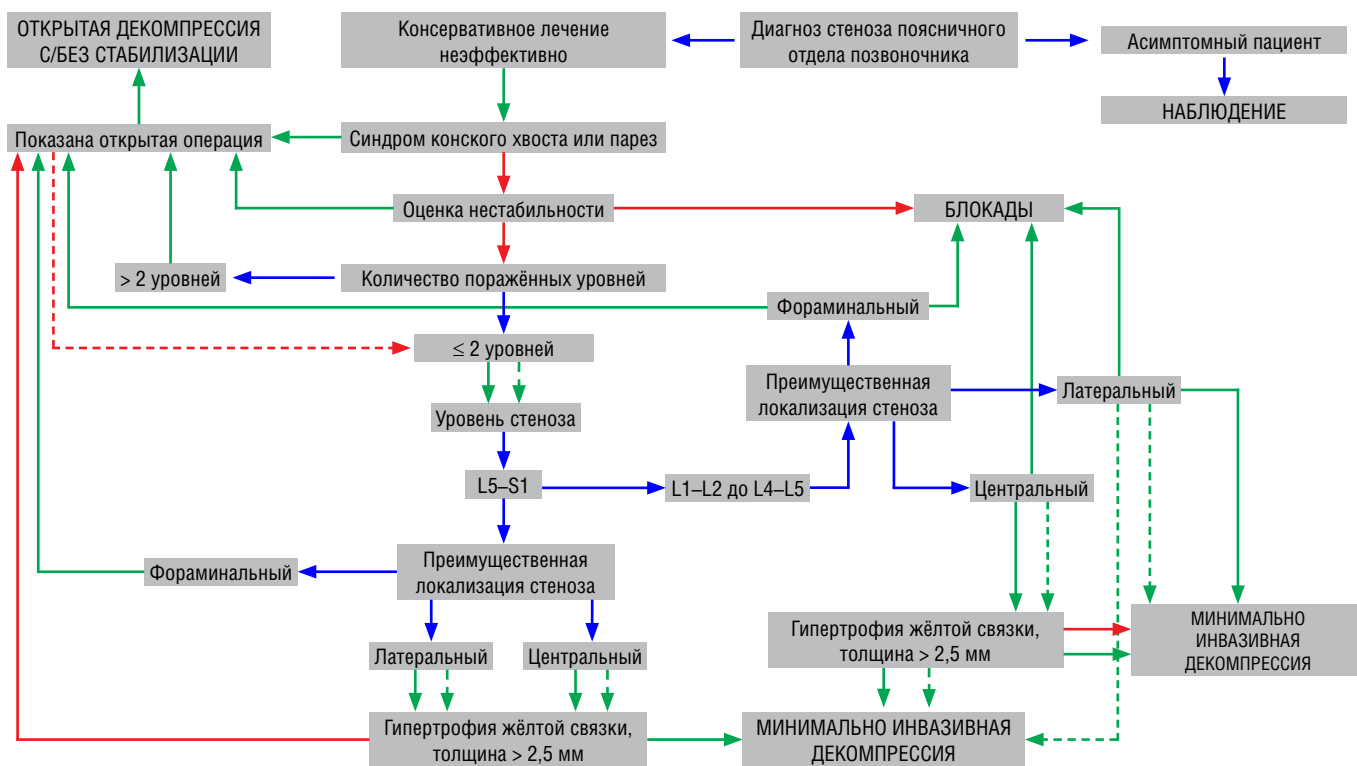 ОТКРЫТАЯ ДЕКОМПРЕССИЯ
С/БЕЗ СТАБИЛИЗАЦИИ
Консервативное лечение
неэффективно
Диагноз стеноза поясничного
отдела позвоночника
Асимптомный пациент
НАБЛЮДЕНИЕ
Показана открытая операция
Синдром конского хвоста или парез
Оценка нестабильности
БЛОКАДЫ
> 2 уровней
Количество поражённых уровней
Фораминальный
≤ 2 уровней
Преимущественная
локализация стеноза
Латеральный
Уровень стеноза
L5–S1
L1–L2 до L4–L5
Центральный
Фораминальный
Преимущественная
локализация стеноза
Гипертрофия жёлтой связки,
толщина > 2,5 мм
МИНИМАЛЬНО
ИНВАЗИВНАЯ
ДЕКОМПРЕССИЯ
Латеральный
Центральный
Гипертрофия жёлтой связки,
толщина > 2,5 мм
МИНИМАЛЬНО ИНВАЗИВНАЯ
ДЕКОМПРЕССИЯ